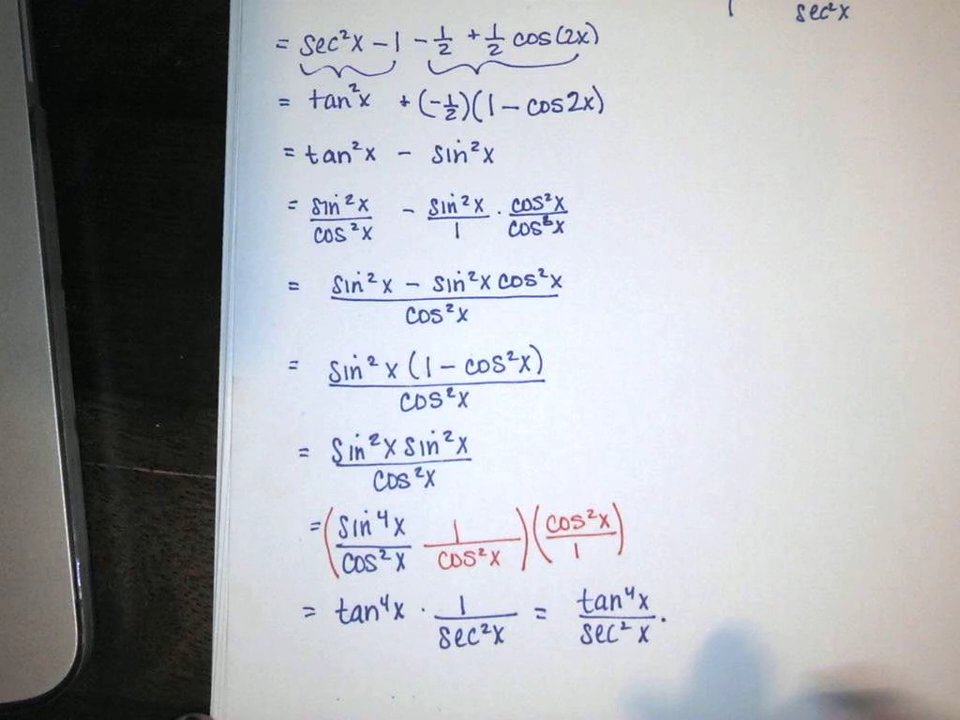 sec²x
= sec²x - 1 - 1/2 + 1/2 cos(2x)
= tan²x + (-1/2)(1 - cos2x)
= tan²x - sin²x
= sin²x/cos²x - sin²x/1 · cos²x/cos²x
= (sin²x - sin²x cos²x)/cos²x
= sin²x(1 - cos²x)/cos²x
= sin²x sin²x/cos²x
= (sin⁴x/cos²x 1/cos²x)(cos²x/1)
= tan⁴x · 1/sec²x = tan⁴x/sec²x.